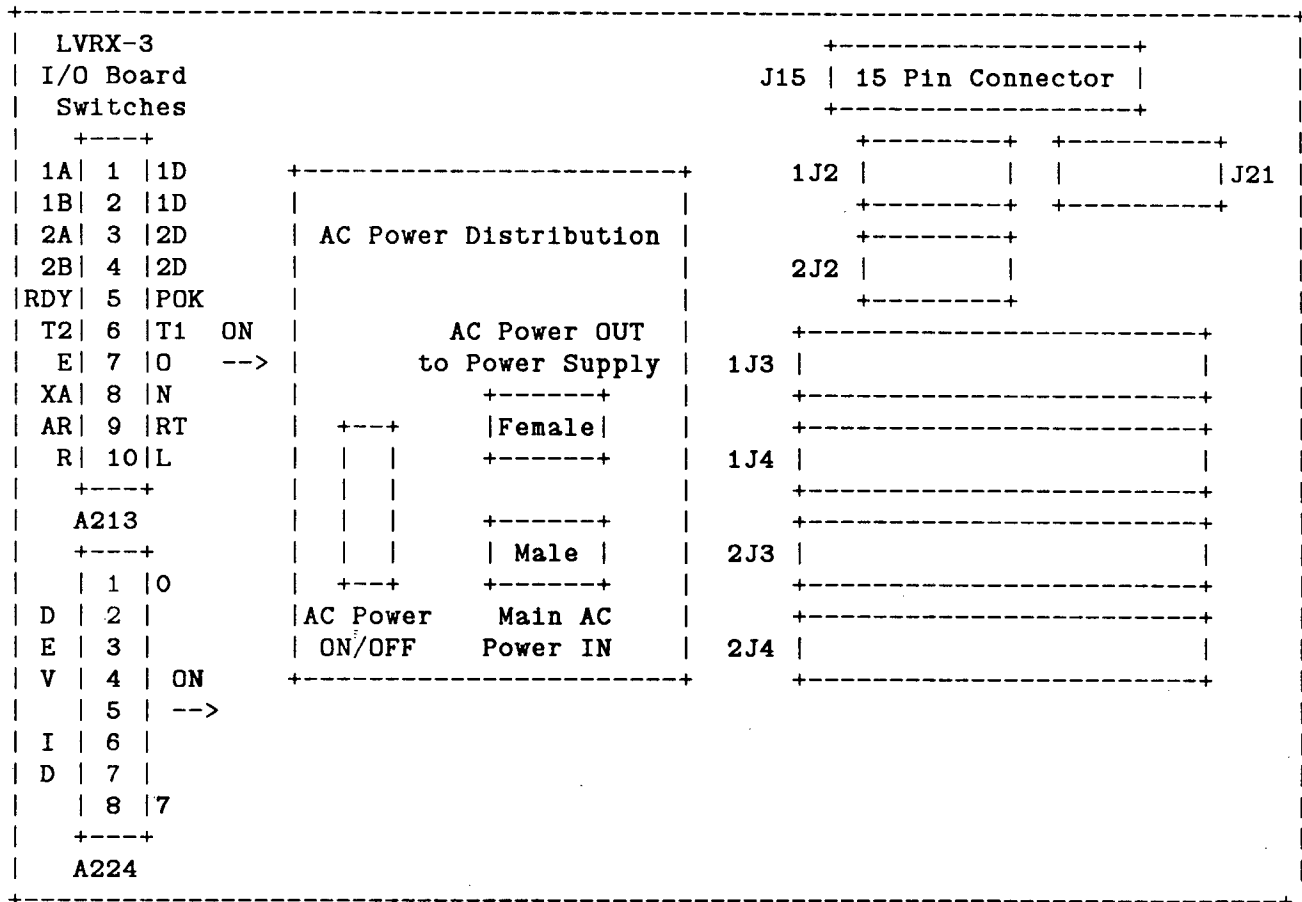 LVRX-3
I/O Board
Switches
J15 15 Pin Connector
1A 1 1D
1J2 J21
1B 2 1D
2A 3 2D
AC Power Distribution
2B 4 2D
2J2
RDY 5 POK
T2 6 T1 ON
AC Power OUT
E 7 O -->
to Power Supply
1J3
XA 8 N
AR 9 RT
Female
R 10 L
1J4
A213
Male
2J3
1 O
D 2
AC Power Main AC
E 3
ON/OFF Power IN
2J4
V 4 ON
5 -->
I 6
D 7
8 7
A224